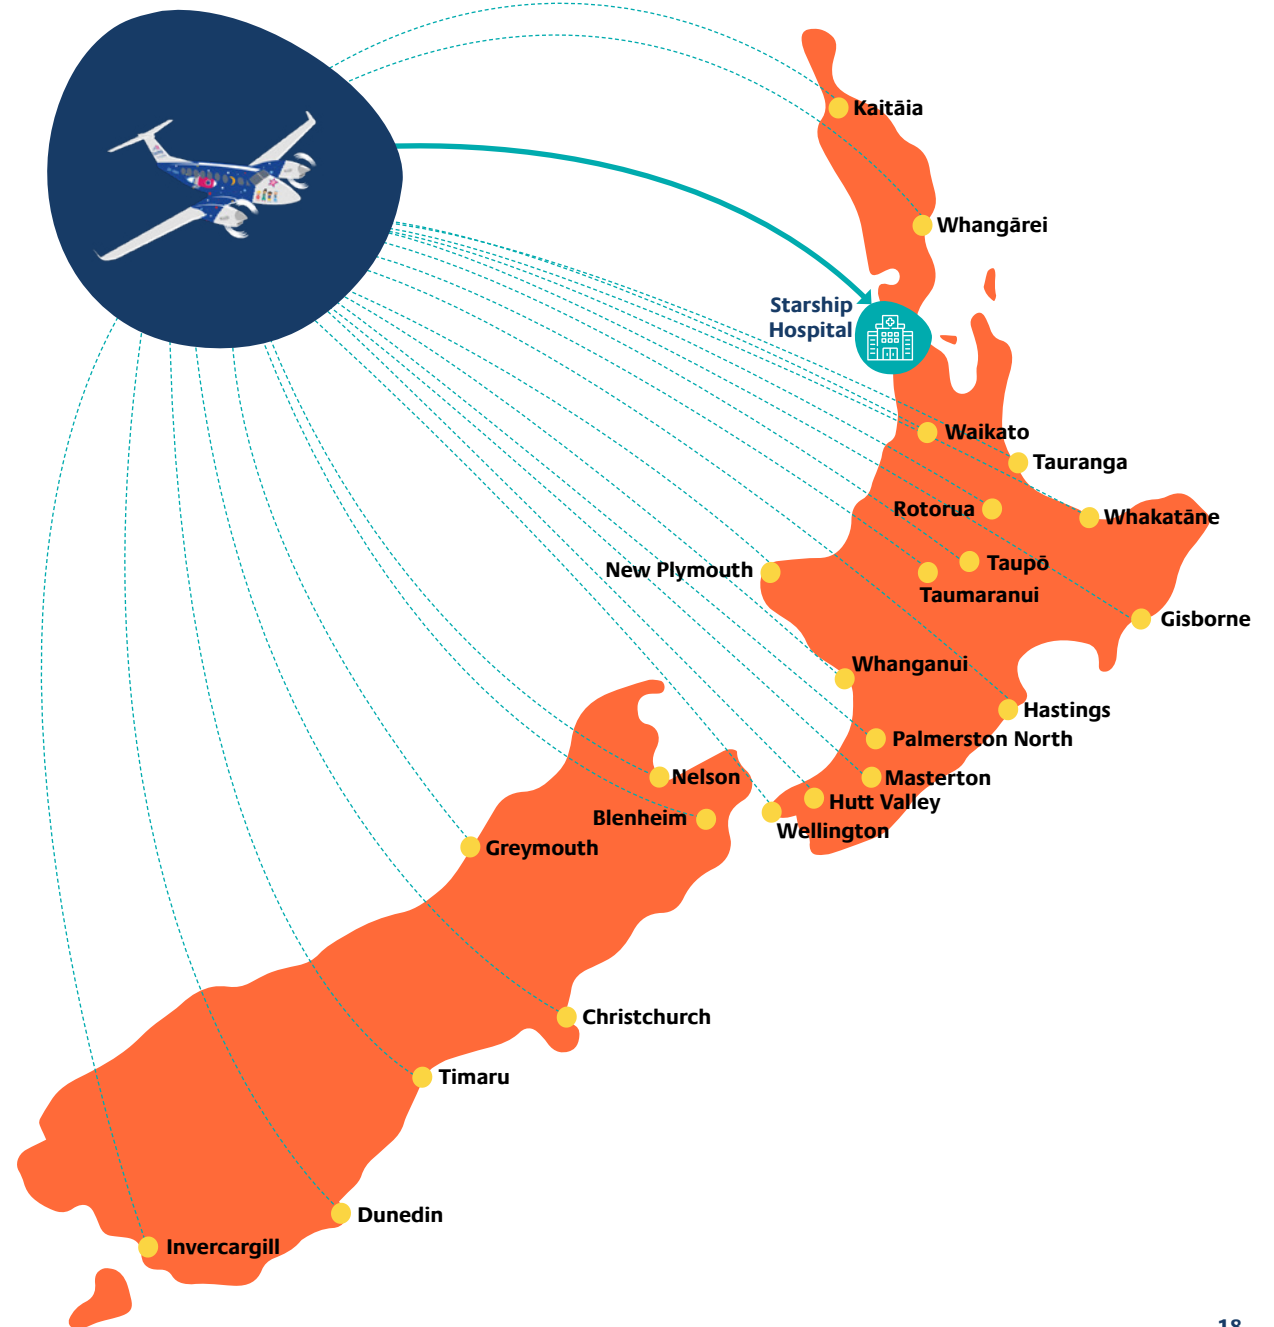 Kaitāia
Whangārei
Starship
Hospital
Waikato
Tauranga
Rotorua
Whakatāne
New Plymouth
Taupō
Taumaranui
Gisborne
Whanganui
Hastings
Palmerston North
Nelson
Masterton
Hutt Valley
Blenheim
Wellington
Greymouth
Christchurch
Timaru
Dunedin
Invercargill
18